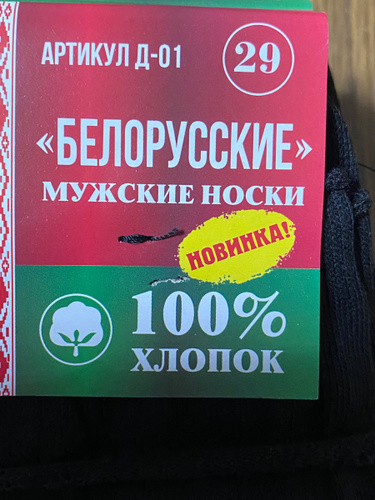 АРТИКУЛ Д-01
29
«БЕЛОРУССКИЕ»
МУЖСКИЕ НОСКИ
НОВИНКА!
100%
ХЛОПОК